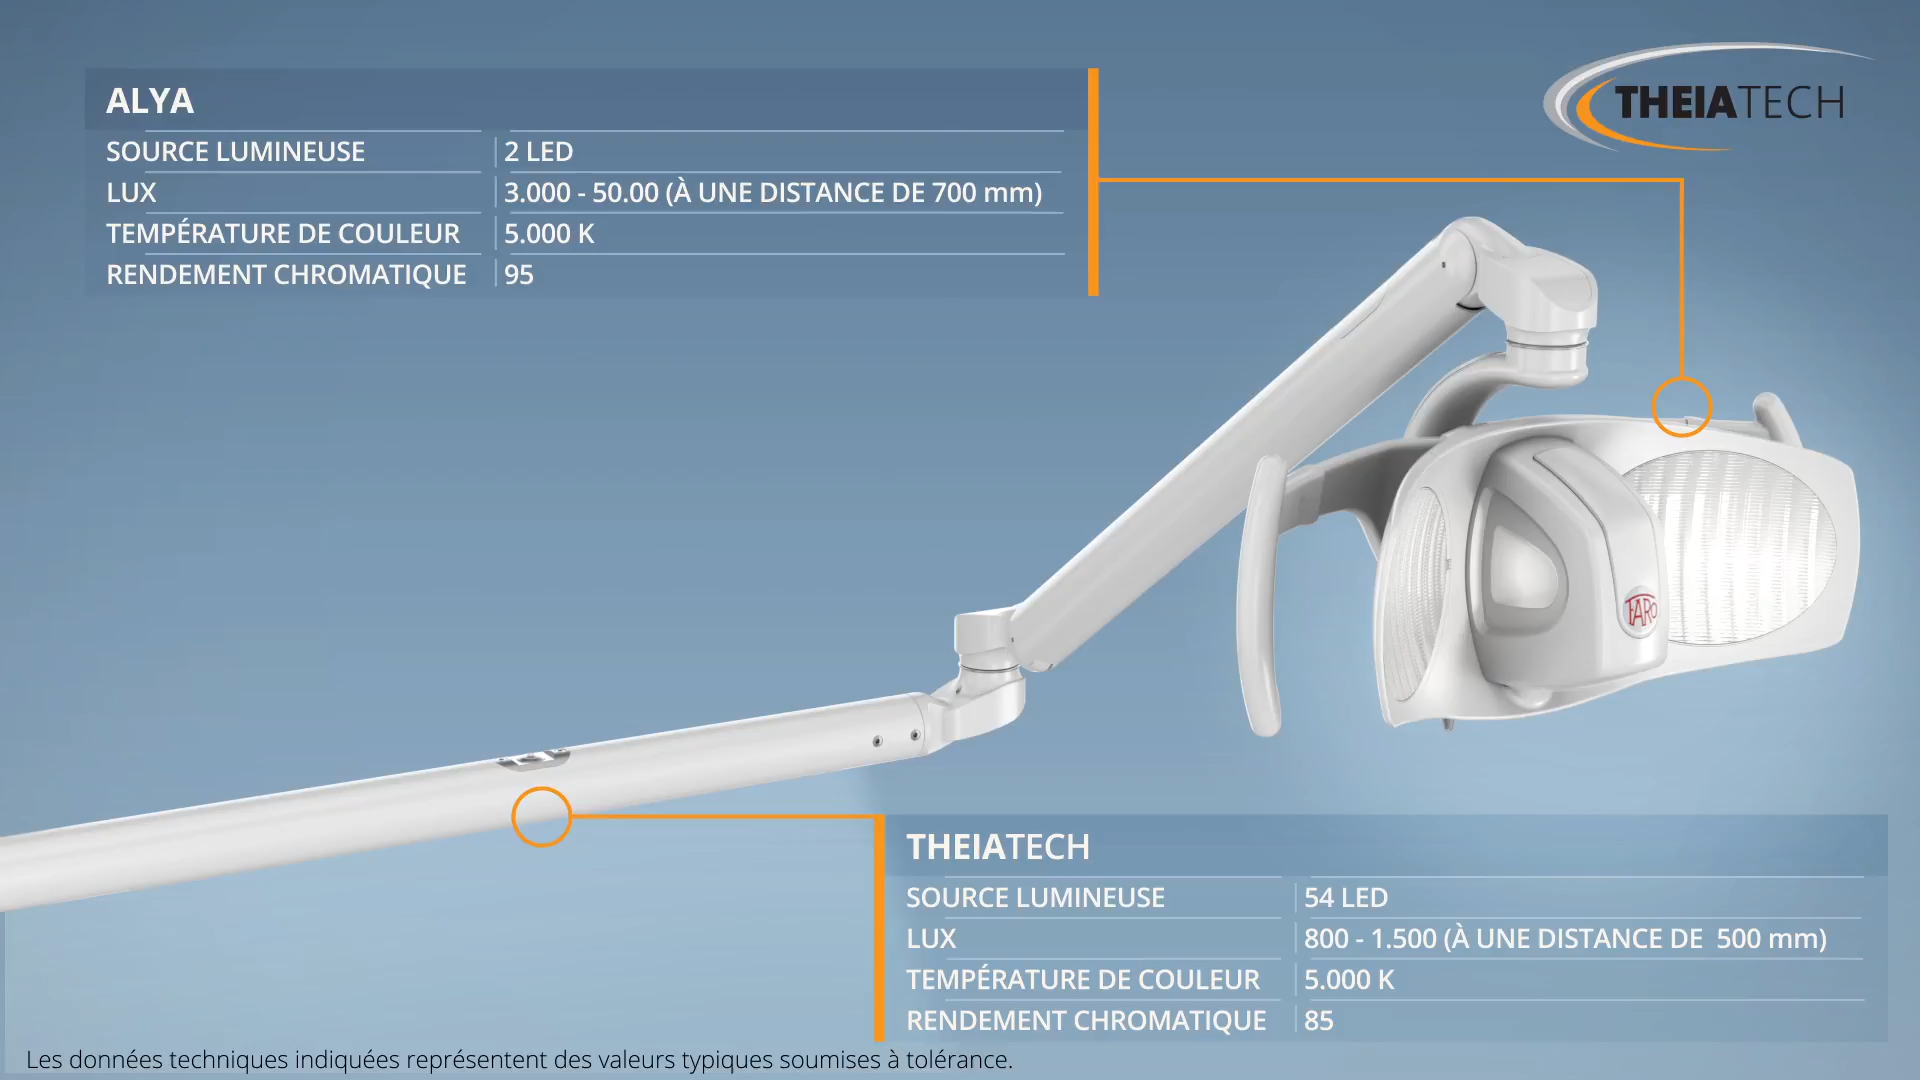 THEIATECH
ALYA
SOURCE LUMINEUSE 2 LED
LUX 3.000 - 50.00 (À UNE DISTANCE DE 700 mm)
TEMPÉRATURE DE COULEUR 5.000 K
RENDEMENT CHROMATIQUE 95
FARO
THEIATECH
SOURCE LUMINEUSE 54 LED
LUX 800 - 1.500 (À UNE DISTANCE DE 500 mm)
TEMPÉRATURE DE COULEUR 5.000 K
RENDEMENT CHROMATIQUE 85
Les données techniques indiquées représentent des valeurs typiques soumises à tolérance.